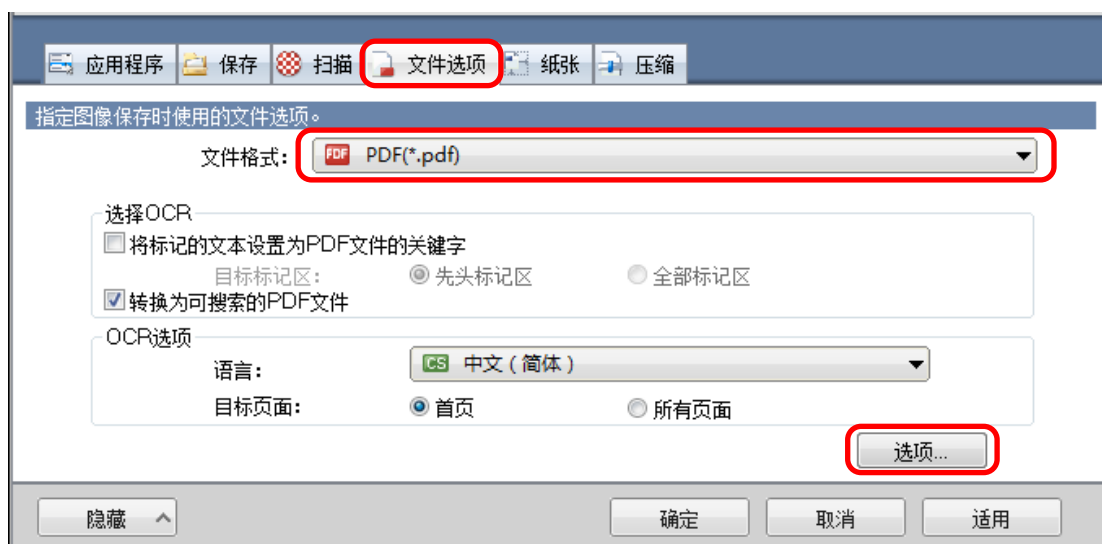 应用程序 保存 扫描 文件选项 纸张 压缩
指定图像保存时使用的文件选项。
文件格式： PDF PDF(*.pdf)
选择OCR
将标记的文本设置为PDF文件的关键字
目标标记区： 先头标记区 全部标记区
转换为可搜索的PDF文件
OCR选项
语言： CS 中文（简体）
目标页面： 首页 所有页面
选项...
隐藏 确定 取消 适用